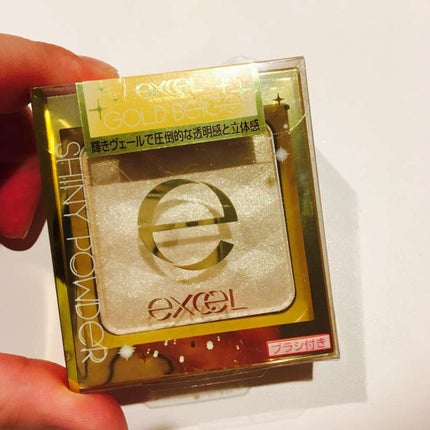 excel
GOLD BEIGE
輝きヴェールで圧倒的な透明感と立体感
SHINY POWDER
e
excel
ブラシ付き